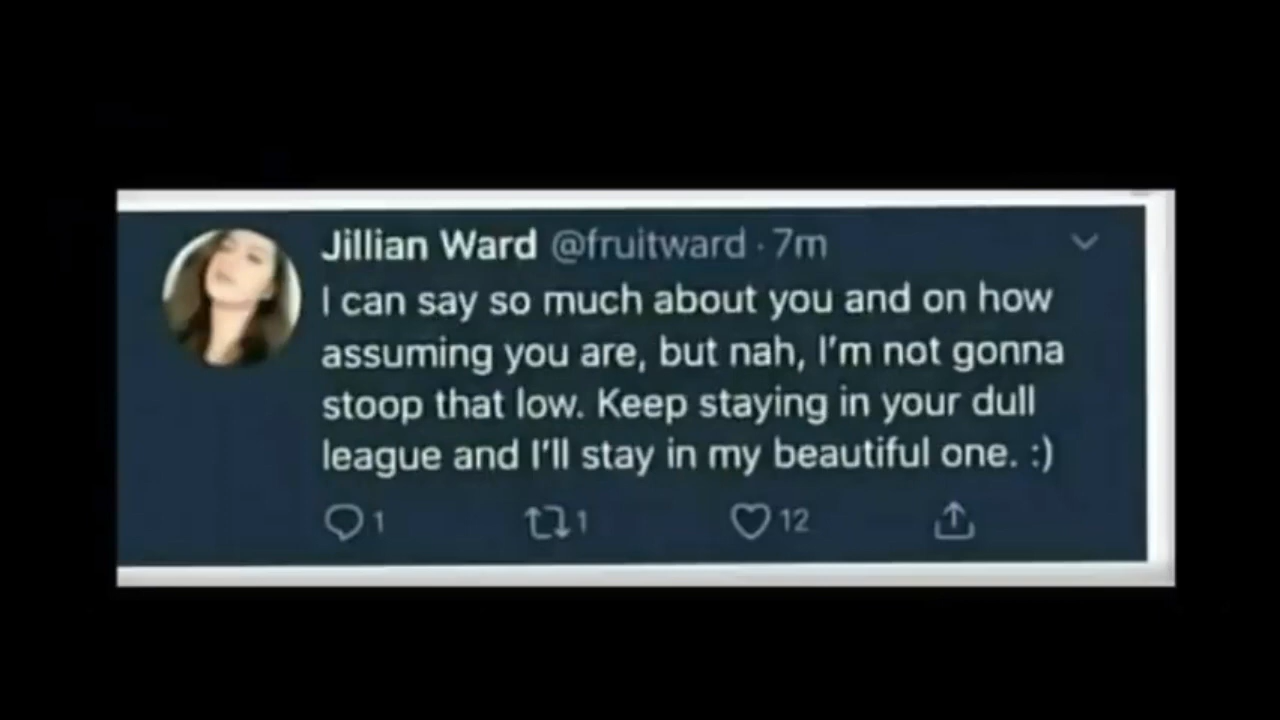 Jillian Ward @fruitward · 7m
I can say so much about you and on how
assuming you are, but nah, I'm not gonna
stoop that low. Keep staying in your dull
league and I'll stay in my beautiful one. :)
1 1 12